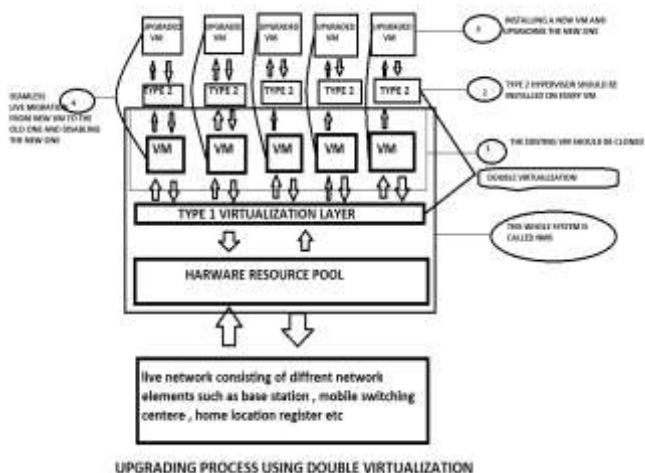 UPGRADED
VM
UPGRADED
VM
UPGRADED
VM
UPGRADED
VM
UPGRADED
VM
3
INSTALLING A NEW VM AND
UPGRADING THE NEW ONE
TYPE 2
TYPE 2
TYPE 2
TYPE 2
TYPE 2
2
TYPE 2 HYPERVISOR SHOULD BE
INSTALLED ON EVERY VM
SEAMLESS
LIVE MIGRATION
FROM NEW VM TO THE
OLD ONE AND DISABLING
THE NEW ONE
4
VM
VM
VM
VM
VM
1
THE EXISTING VM SHOULD BE CLONED
DOUBLE VIRTUALIZATION
TYPE 1 VIRTUALIZATION LAYER
THIS WHOLE SYSTEM IS
CALLED
HARWARE RESOURCE POOL
live network consisting of diffrent network
elements such as base station , mobile switching
centere , home location register etc
UPGRADING PROCESS USING DOUBLE VIRTUALIZATION